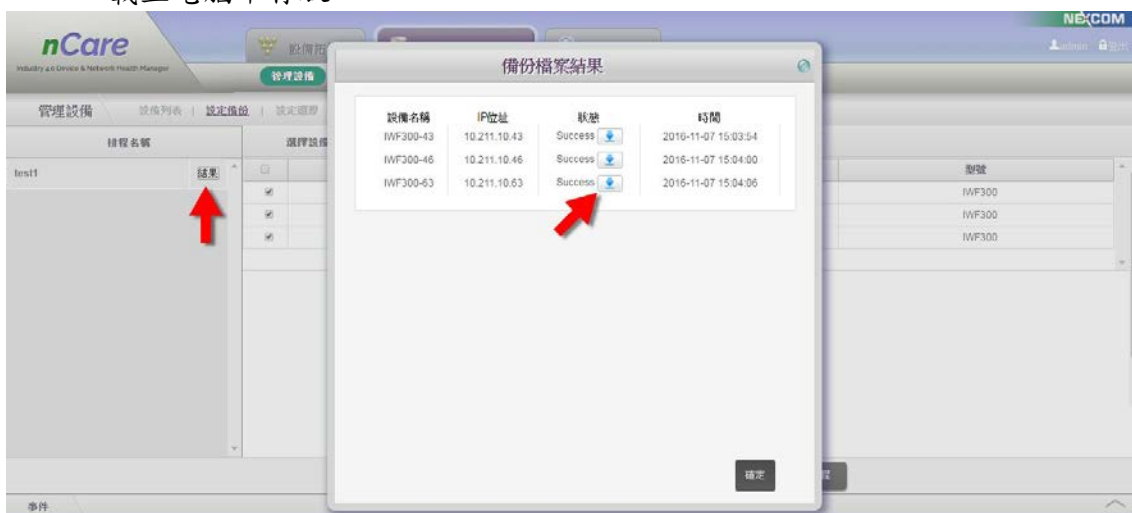 NEXCOM
nCare
Industry 4.0 Device & Network Health Manager
admin
管理設備
備份檔案結果
管理設備 設備列表 | 設定備份 | 設定還原
排程名稱
選擇設備
test1 結果
設備名稱 IP位址 狀態 時間
IWF300-43 10.211.10.43 Success 2016-11-07 15:03:54
IWF300-46 10.211.10.46 Success 2016-11-07 15:04:00
IWF300-63 10.211.10.63 Success 2016-11-07 15:04:06
型號
IWF300
IWF300
IWF300
確定
事件